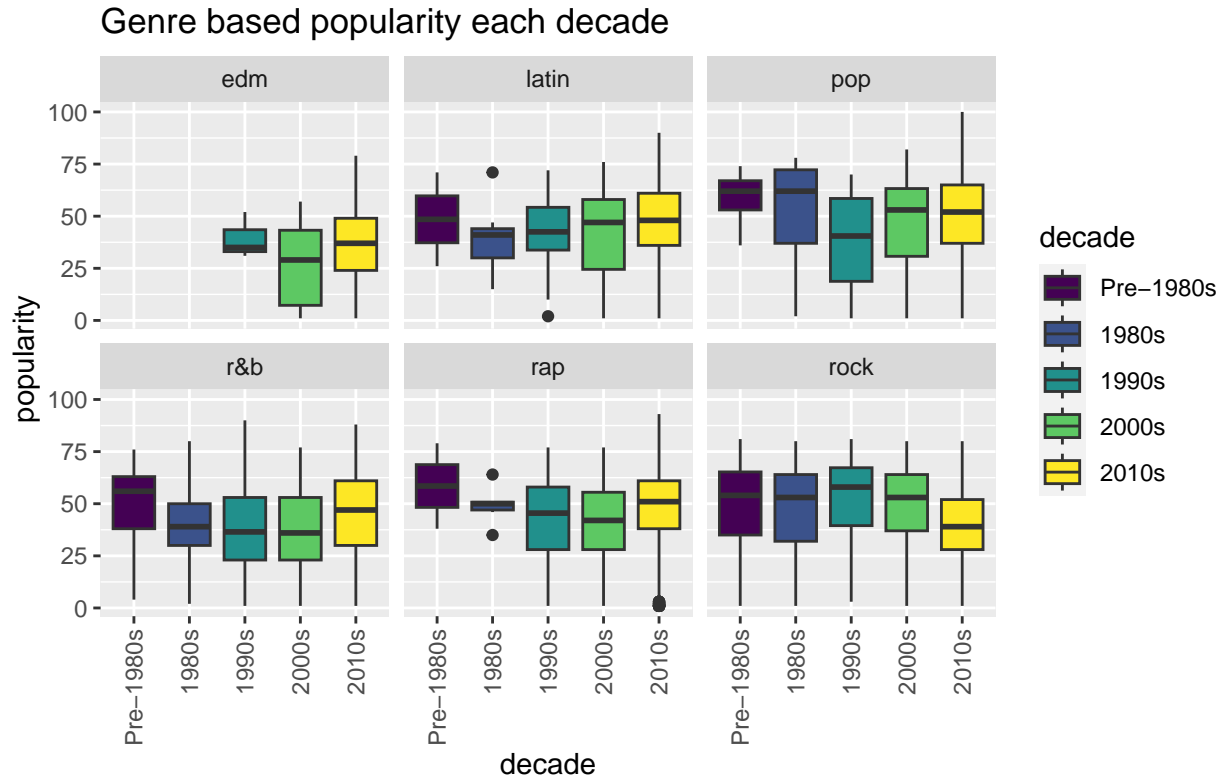 Genre based popularity each decade
edm latin pop
100
75
50
25
0
r&b rap rock
100
75
50
25
0
popularity
Pre−1980s 1980s 1990s 2000s 2010s Pre−1980s 1980s 1990s 2000s 2010s Pre−1980s 1980s 1990s 2000s 2010s
decade
decade
Pre−1980s
1980s
1990s
2000s
2010s